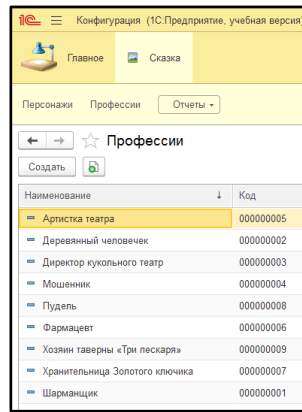 1С Конфигурация (1С:Предприятие, учебная версия)
Главное Сказка
Персонажи Профессии Отчеты
Профессии
Создать
Наименование ↓ Код
Артистка театра 000000005
Деревянный человечек 000000002
Директор кукольного театр 000000003
Мошенник 000000004
Пудель 000000008
Фармацевт 000000006
Хозяин таверны «Три пескаря» 000000009
Хранительница Золотого ключика 000000007
Шарманщик 000000001